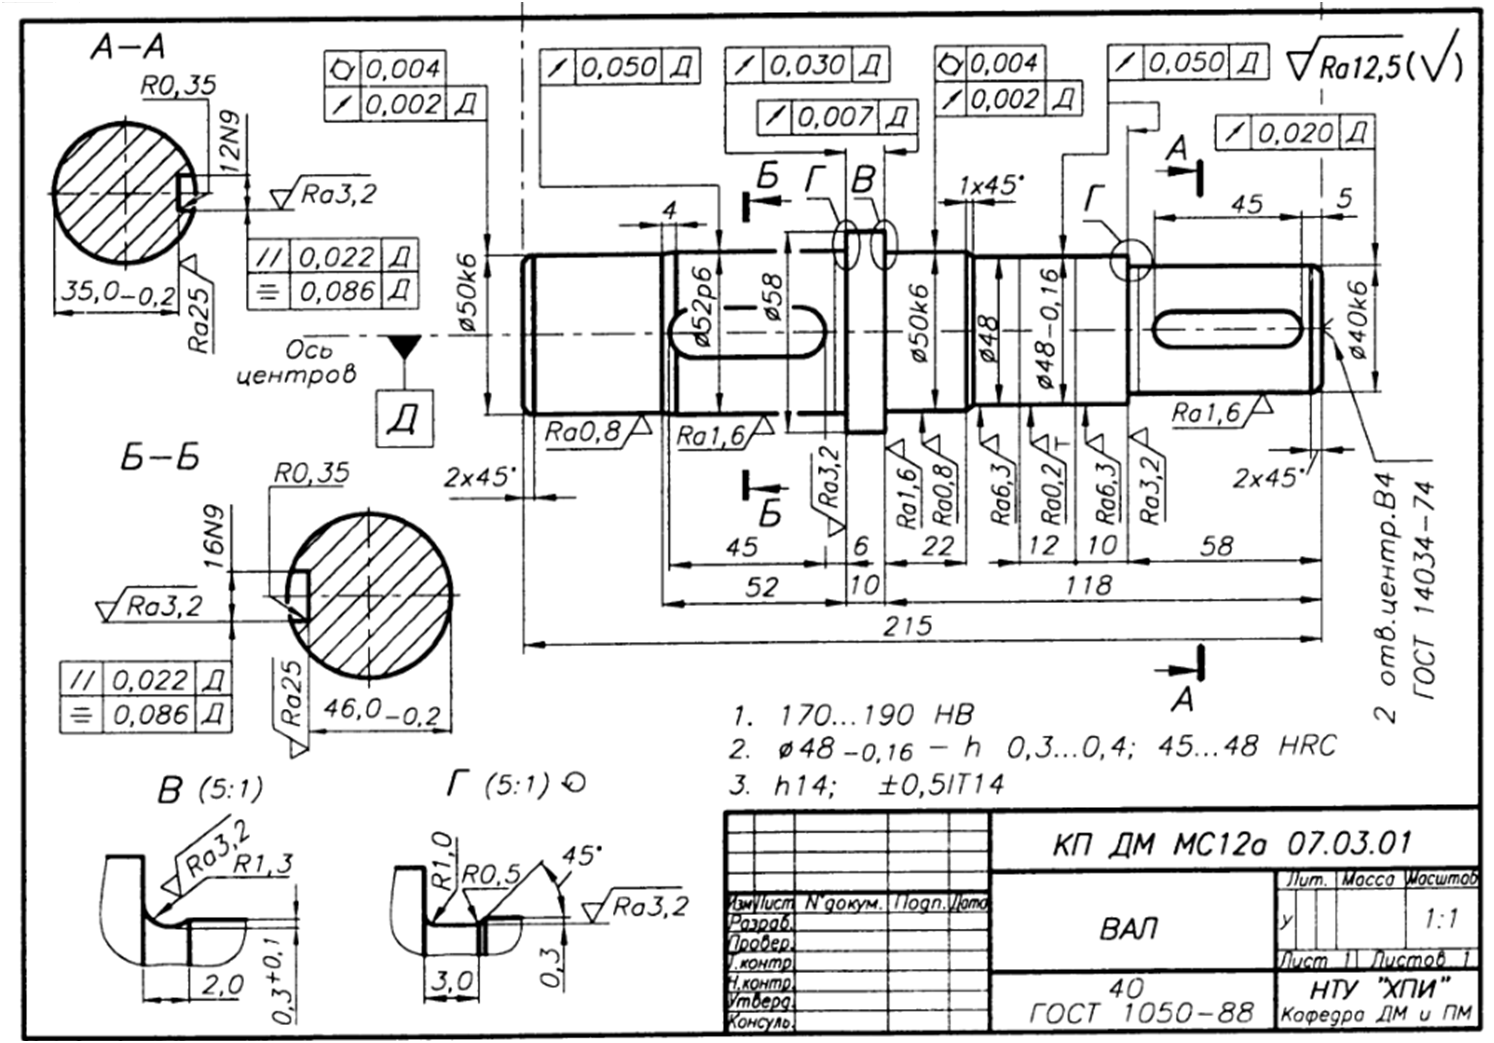 А–А
R0,35
12N9
Ra3,2
// 0,022 Д
0,086 Д
35,0-0,2
Ra25
0,004
0,002 Д
0,050 Д
0,030 Д
0,007 Д
0,004
0,002 Д
0,050 Д
Ra12,5 (√)
0,020 Д
Б
Г
В
1x45°
Г
А
4
45
5
ø50k6
ø52p6
ø58
ø50k6
ø48
ø48-0,16
ø40k6
Ось
центров
Д
Ra0,8
Ra1,6
Ra3,2
Ra1,6
Ra0,8
Ra6,3
Ra0,2
Т
Ra6,3
Ra3,2
Ra1,6
2x45°
2x45°
Б
45
6
22
12
10
58
52
10
118
215
А
2 отв.центр.В4
ГОСТ 14034-74
Б–Б
R0,35
16N9
Ra3,2
// 0,022 Д
0,086 Д
Ra25
46,0-0,2
1. 170...190 HB
2. ø48-0,16 – h 0,3...0,4; 45...48 HRC
3. h14; ±0,5IT14
В (5:1)
Ra3,2
R1,3
2,0
0,3+0,1
Г (5:1)
R1,0
R0,5
45°
Ra3,2
3,0
0,3
КП ДМ МС12а 07.03.01
Изм Лист N°докум. Подп. Дата
Разраб.
Провер.
Т.контр
Н.контр.
Утверд.
Консуль.
ВАЛ
Лит. Масса Масштаб
У 1:1
Лист 1 Листов 1
40
ГОСТ 1050-88
НТУ "ХПИ"
Кафедра ДМ и ПМ